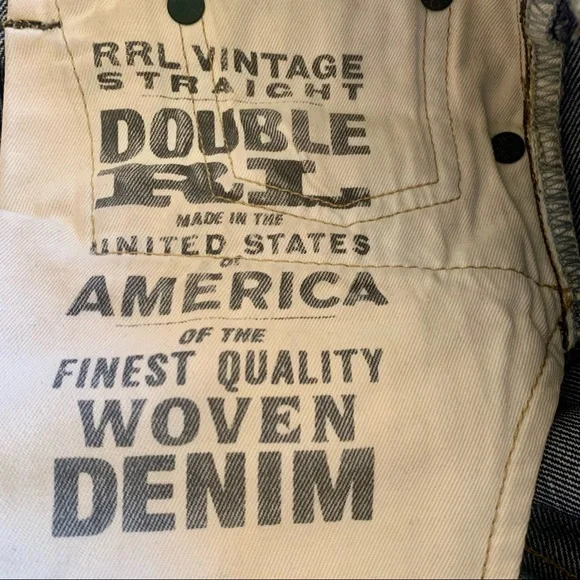 RRL VINTAGE
STRAIGHT
DOUBLE
RL.
MADE IN THE
UNITED STATES
OF
AMERICA
OF THE
FINEST QUALITY
WOVEN
DENIM